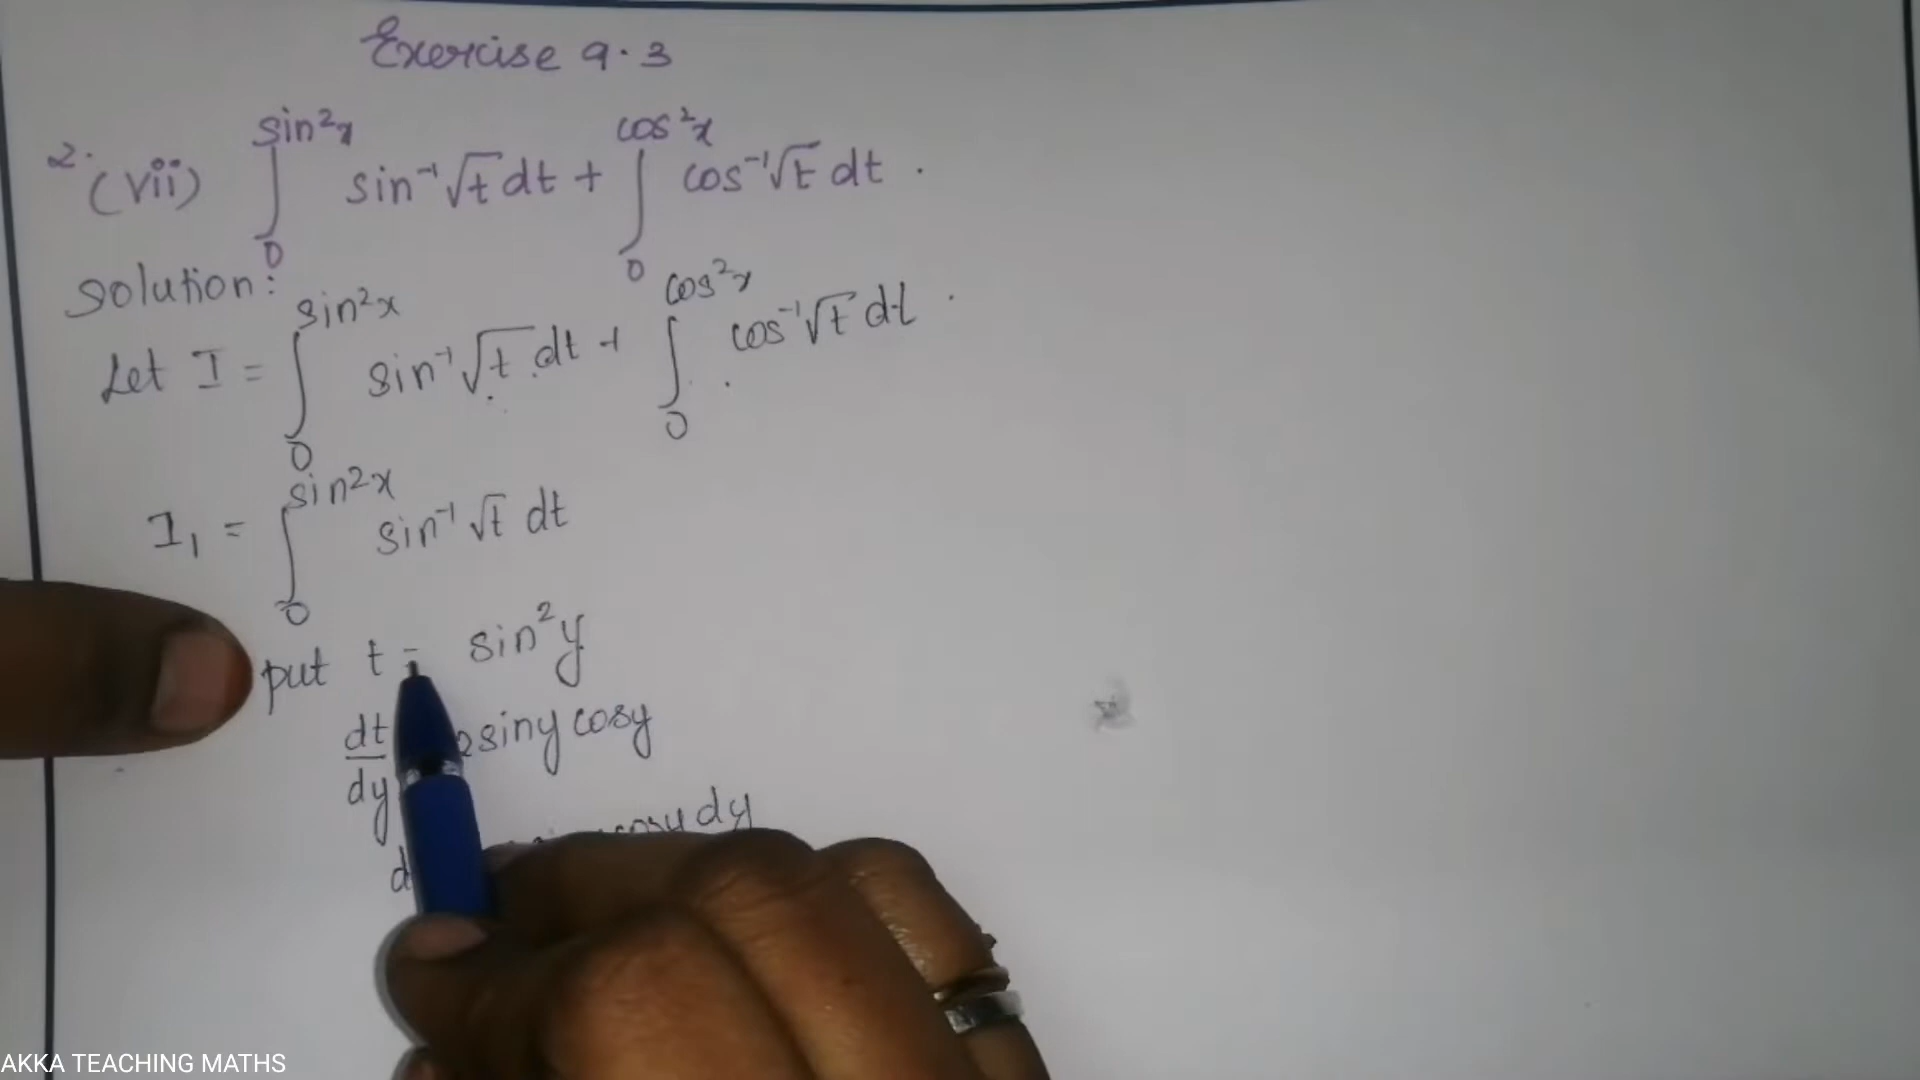 Exercise 9.3
2. (vii) ∫₀^{sin²x} sin⁻¹√t dt + ∫₀^{cos²x} cos⁻¹√t dt .
Solution:
Let I = ∫₀^{sin²x} sin⁻¹√t dt + ∫₀^{cos²x} cos⁻¹√t dt .
I₁ = ∫₀^{sin²x} sin⁻¹√t dt
put t = sin²y
dt/dy 2 siny cosy
cosy dy
AKKA TEACHING MATHS